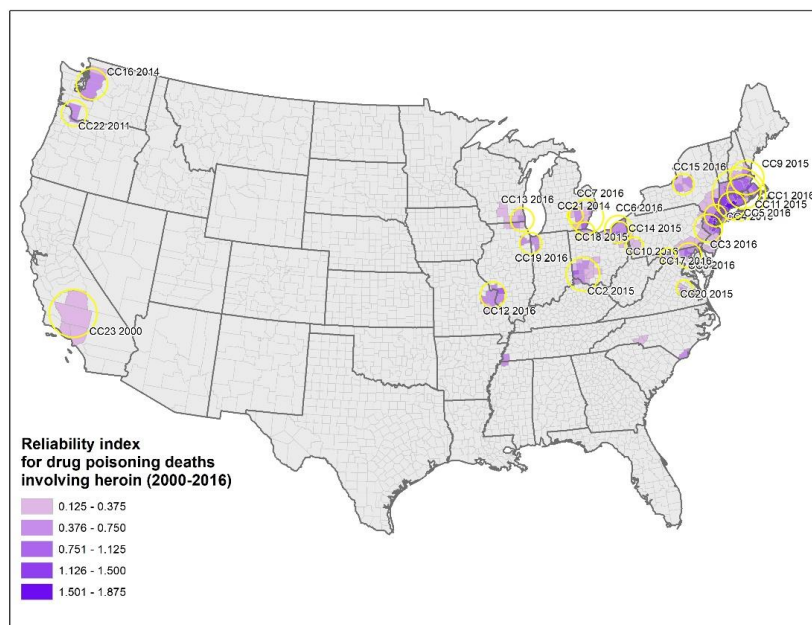 CC16 2014
CC22 2011
CC9 2015
CC15 2016
CC7 2016
CC13 2016
CC1 2016
CC21 2014
CC6 2016
CC11 2015
CC5 2016
CC14 2015
CC18 2015
CC3 2016
CC10 2016
CC17 2016
CC19 2016
2016
CC2 2015
CC20 2015
CC12 2016
CC23 2000
Reliability index
for drug poisoning deaths
involving heroin (2000-2016)
0.125 - 0.375
0.376 - 0.750
0.751 - 1.125
1.126 - 1.500
1.501 - 1.875